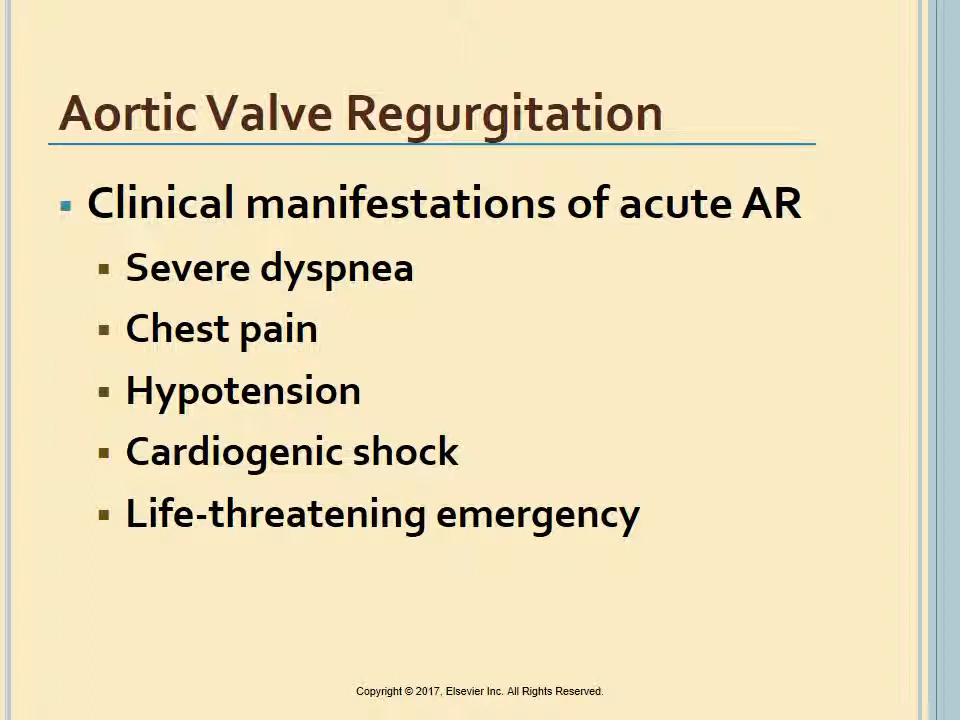 Aortic Valve Regurgitation
▪ Clinical manifestations of acute AR
▪ Severe dyspnea
▪ Chest pain
▪ Hypotension
▪ Cardiogenic shock
▪ Life-threatening emergency
Copyright © 2017, Elsevier Inc. All Rights Reserved.